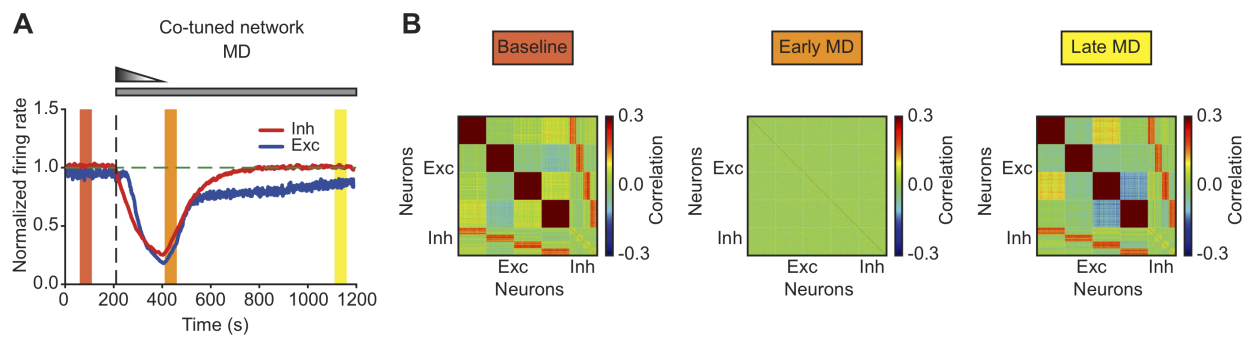 A
Co-tuned network
MD
Normalized firing rate
1.5
1.0
0.5
0.0
Inh
Exc
0 200 400 600 800 1000 1200
Time (s)
B
Baseline
Neurons
Exc
Inh
Exc Inh
Neurons
0.3
0.0
-0.3
Correlation
Early MD
Neurons
Exc
Inh
Exc Inh
Neurons
0.3
0.0
-0.3
Correlation
Late MD
Neurons
Exc
Inh
Exc Inh
Neurons
0.3
0.0
-0.3
Correlation